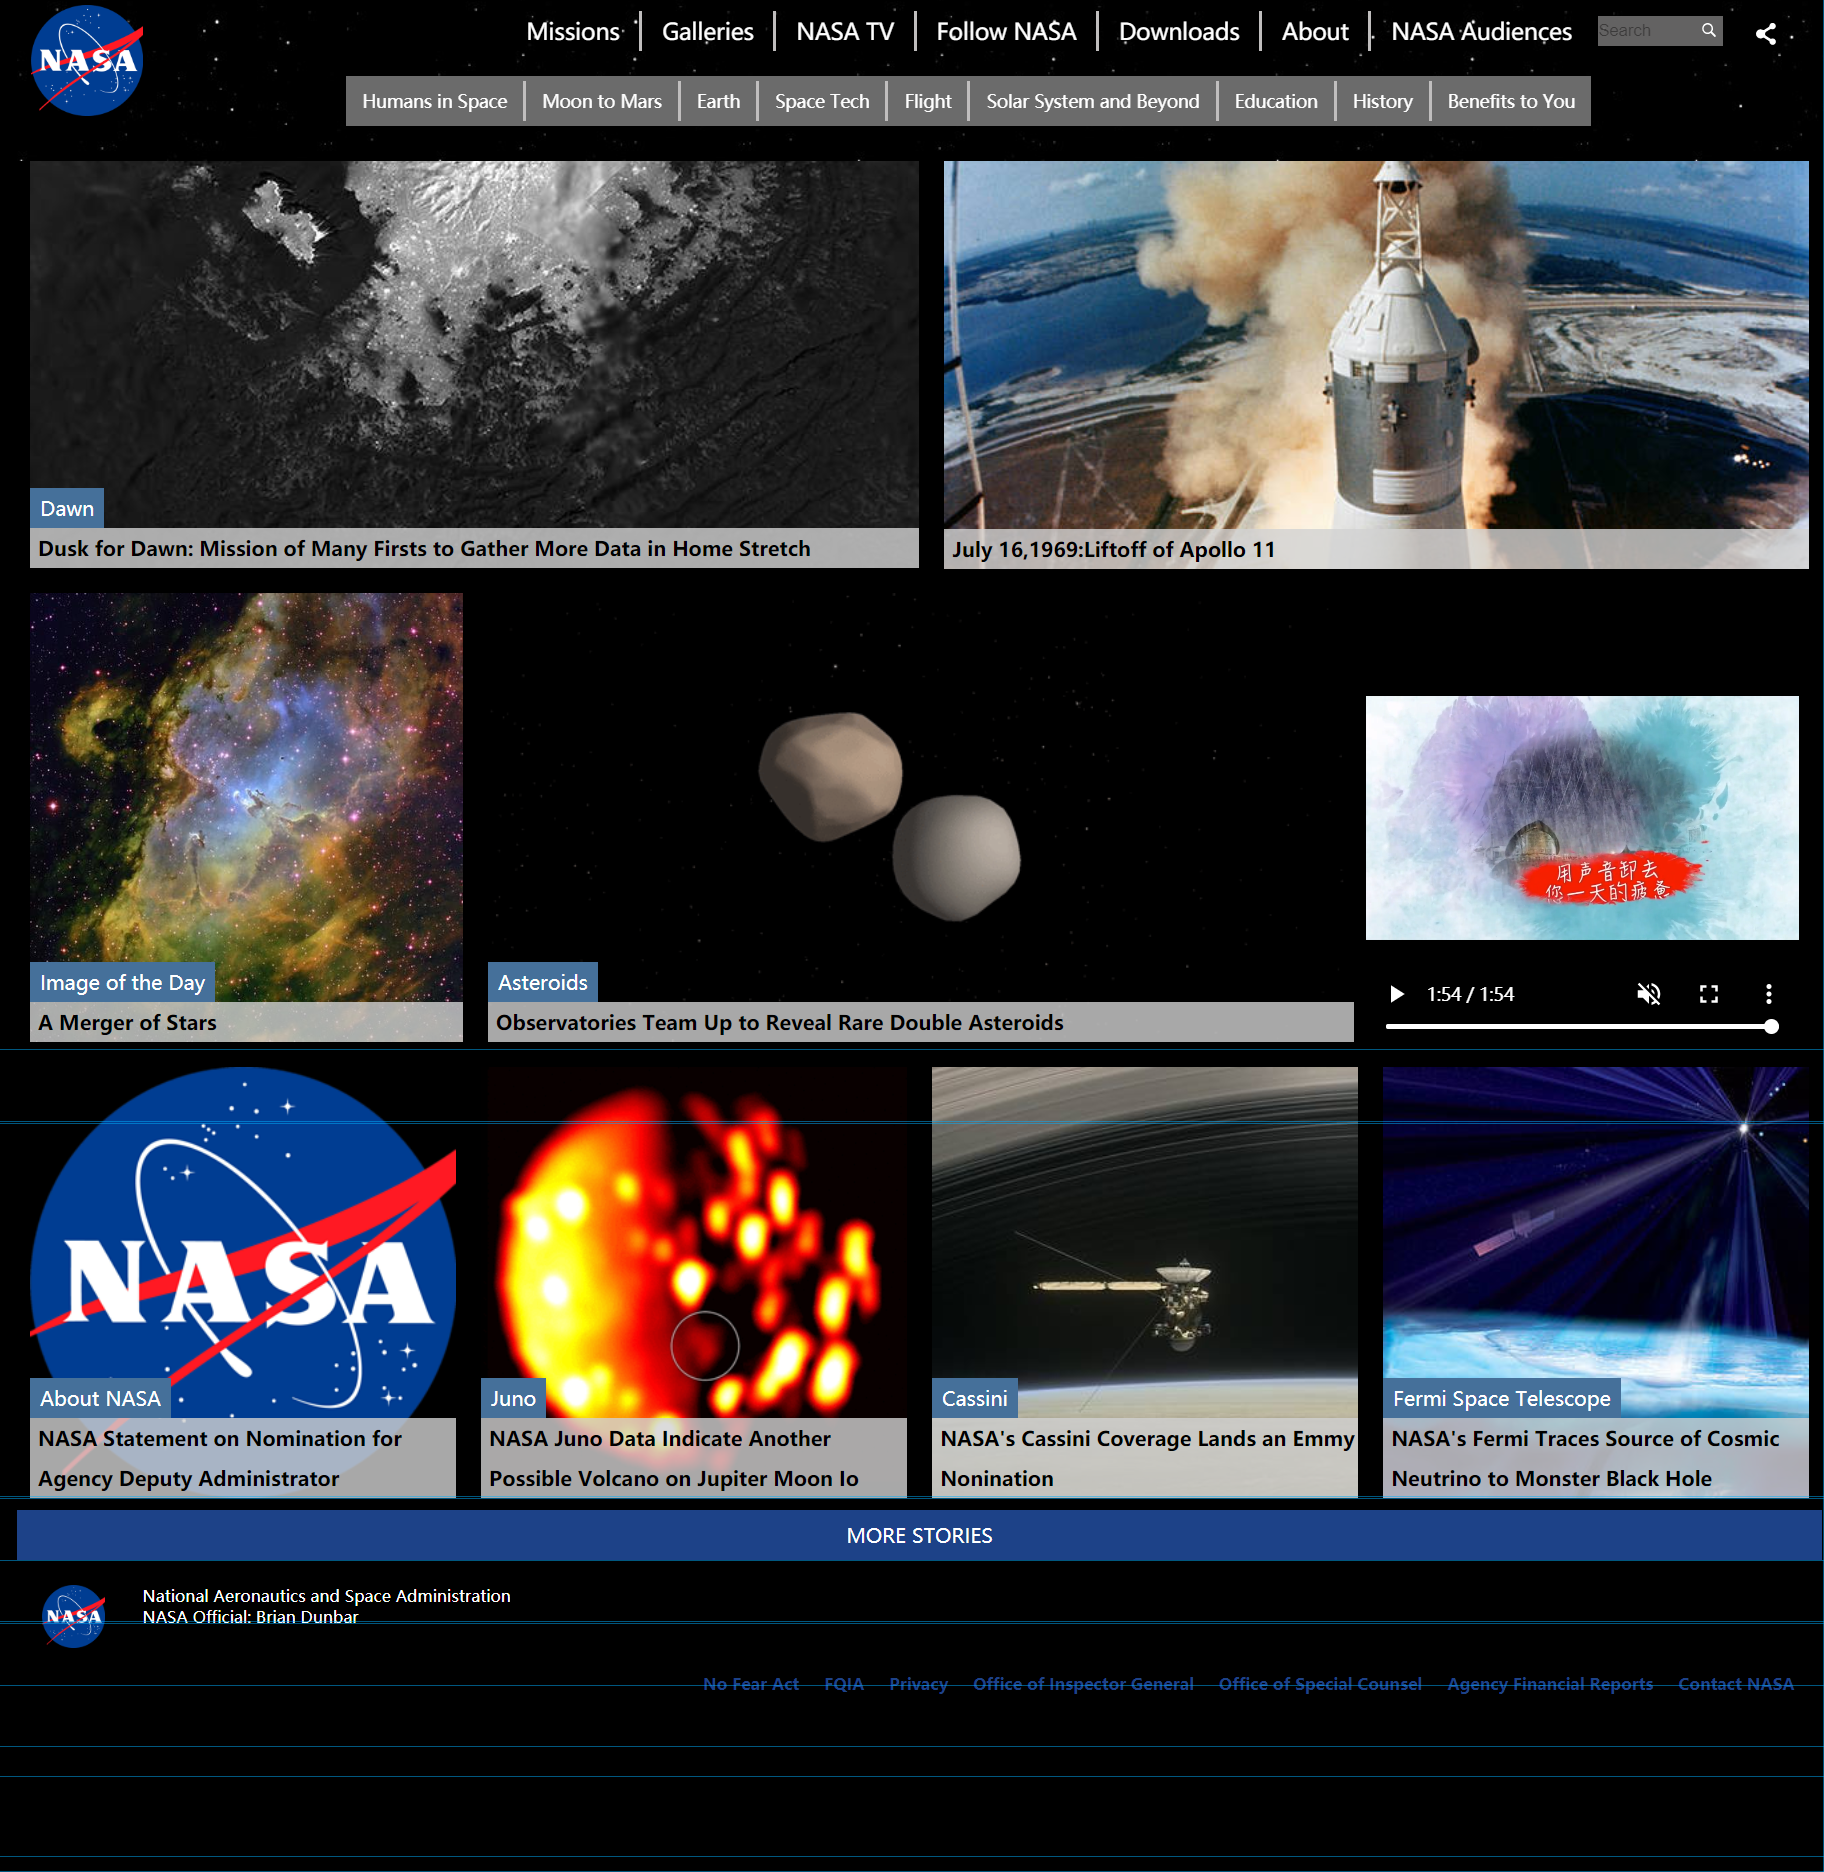 NASA
Missions
Galleries
NASA TV
Follow NASA
Downloads
About
NASA Audiences
Search
Humans in Space
Moon to Mars
Earth
Space Tech
Flight
Solar System and Beyond
Education
History
Benefits to You
Dawn
Dusk for Dawn: Mission of Many Firsts to Gather More Data in Home Stretch
July 16,1969:Liftoff of Apollo 11
Image of the Day
A Merger of Stars
Asteroids
Observatories Team Up to Reveal Rare Double Asteroids
用声音卸去
您一天的疲惫
1:54 / 1:54
NASA
About NASA
NASA Statement on Nomination for
Agency Deputy Administrator
Juno
NASA Juno Data Indicate Another
Possible Volcano on Jupiter Moon Io
Cassini
NASA's Cassini Coverage Lands an Emmy
Nonination
Fermi Space Telescope
NASA's Fermi Traces Source of Cosmic
Neutrino to Monster Black Hole
MORE STORIES
NASA
National Aeronautics and Space Administration
NASA Official: Brian Dunbar
No Fear Act
FQIA
Privacy
Office of Inspector General
Office of Special Counsel
Agency Financial Reports
Contact NASA